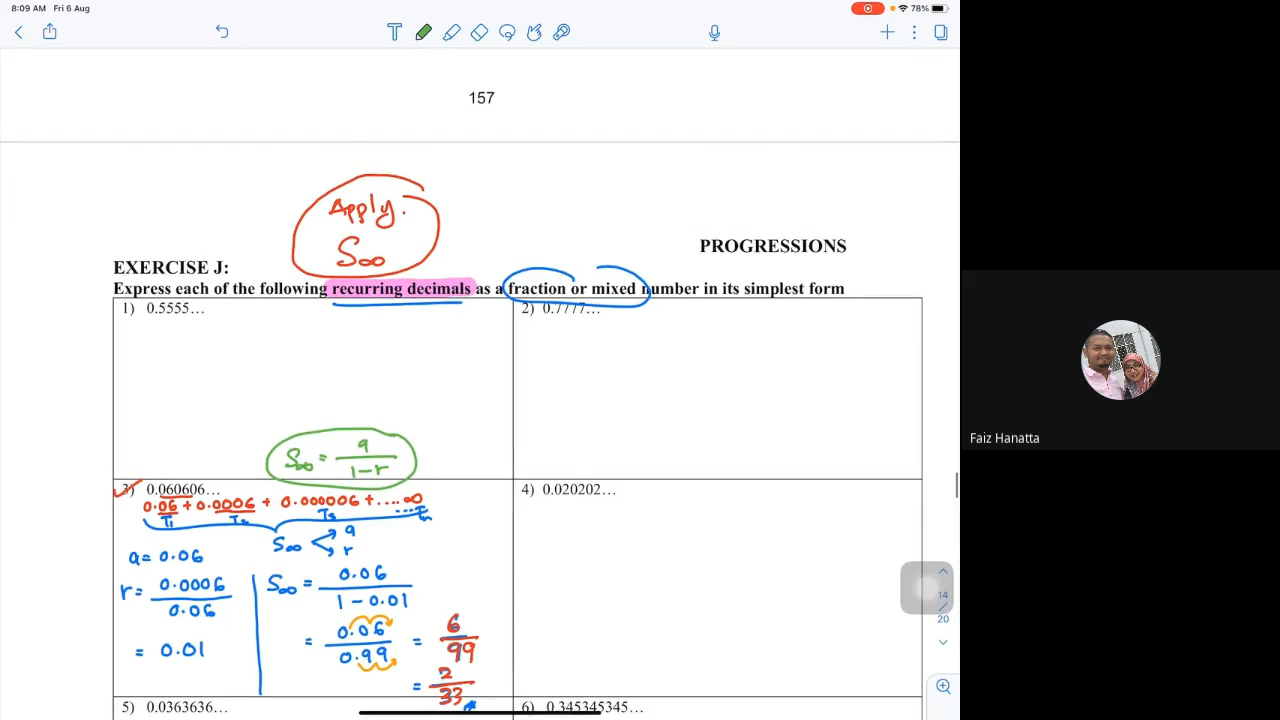 8:09 AM Fri 6 Aug 78%
157
Apply.
S∞
PROGRESSIONS
EXERCISE J:
Express each of the following recurring decimals as a fraction or mixed number in its simplest form
1) 0.5555…
2) 0.7777…
S∞ = a / 1-r
3) 0.060606…
0.06 + 0.0006 + 0.000006 + .... ∞
T₁ T₂ T₃ ... Tn
S∞ < a
r
a = 0.06
r = 0.0006 / 0.06
= 0.01
S∞ = 0.06 / 1 - 0.01
= 0.06 / 0.99 = 6 / 99
= 2 / 33
4) 0.020202…
5) 0.0363636…
6) 0.345345345…
14
/
20
Faiz Hanatta